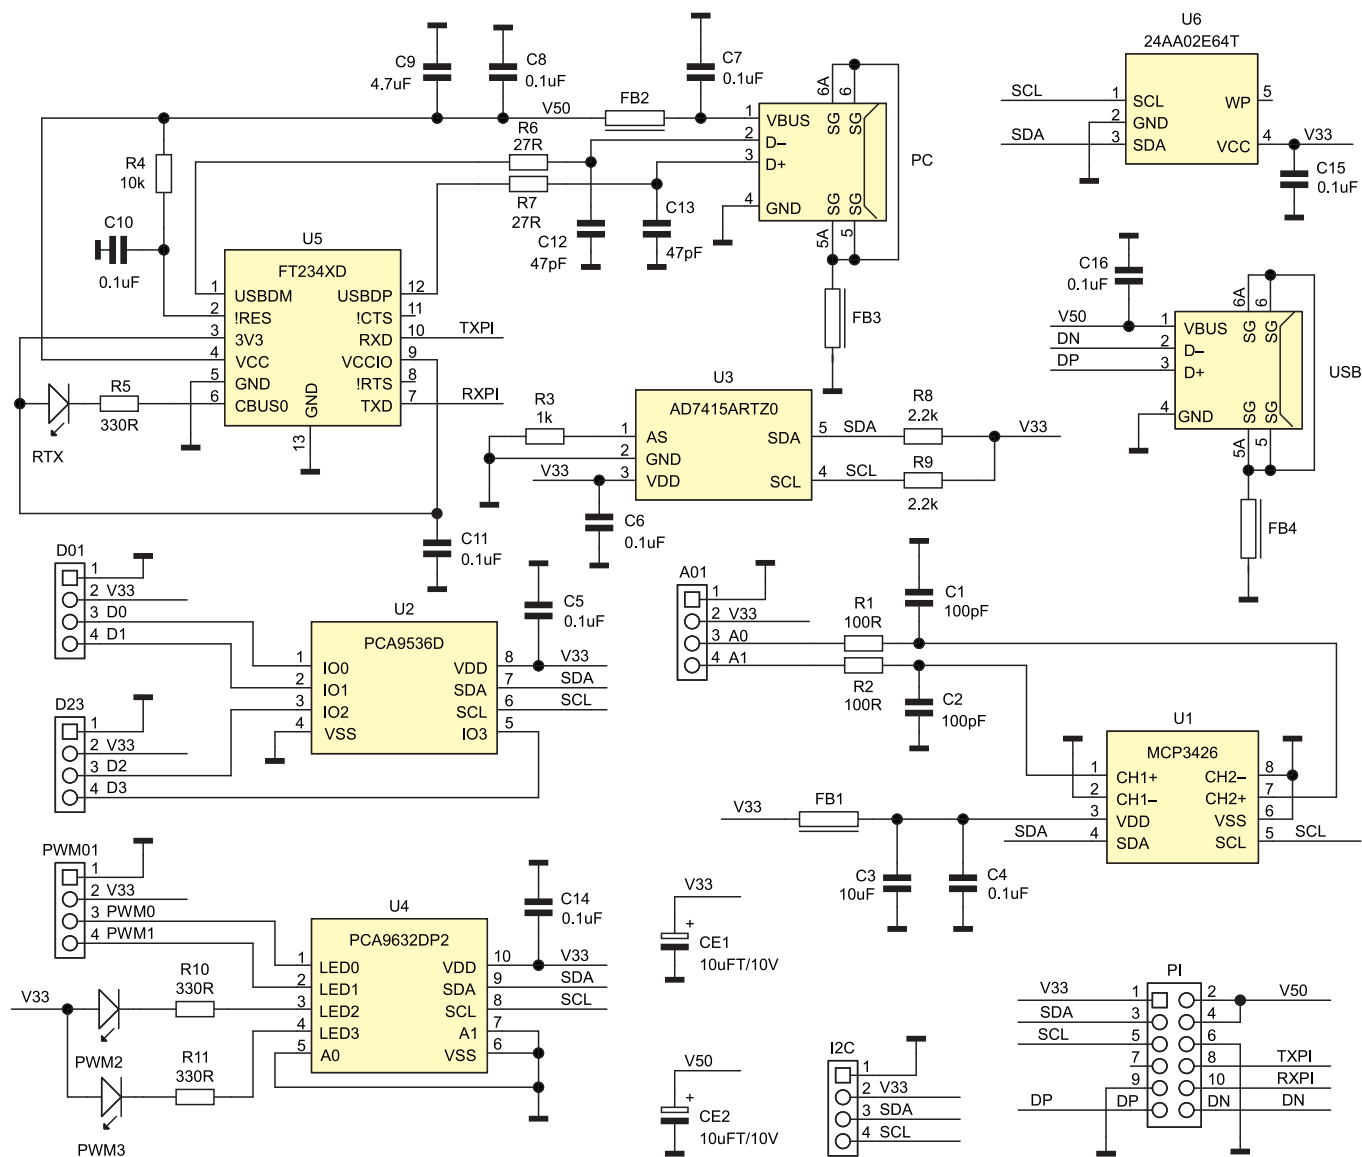 C9
4.7uF
C8
0.1uF
C7
0.1uF
V50
FB2
R4
10k
R6
27R
R7
27R
C10
0.1uF
C12
47pF
C13
47pF
1 VBUS
2 D–
3 D+
4 GND
6A 6
SG SG
SG SG
5A 5
PC
FB3
U5
FT234XD
1 USBDM
2 !RES
3 3V3
4 VCC
5 GND
6 CBUS0
USBDP 12
!CTS 11
RXD 10
VCCIO 9
!RTS 8
TXD 7
GND
13
TXPI
RXPI
R5
330R
RTX
C11
0.1uF
U6
24AA02E64T
SCL 1 SCL
2 GND
SDA 3 SDA
WP 5
VCC 4 V33
C15
0.1uF
C16
0.1uF
V50 1 VBUS
DN 2 D–
DP 3 D+
4 GND
6A 6
SG SG
SG SG
5A 5
USB
FB4
U3
AD7415ARTZ0
R3
1k
1 AS
2 GND
V33 3 VDD
SDA 5 SDA
SCL 4 SCL
R8
2.2k
R9
2.2k
V33
C6
0.1uF
D01
1
2 V33
3 D0
4 D1
D23
1
2 V33
3 D2
4 D3
U2
PCA9536D
1 IO0
2 IO1
3 IO2
4 VSS
VDD 8 V33
SDA 7 SDA
SCL 6 SCL
IO3 5
C5
0.1uF
A01
1
2 V33
3 A0
4 A1
R1
100R
R2
100R
C1
100pF
C2
100pF
U1
MCP3426
1 CH1+
2 CH1–
3 VDD
SDA 4 SDA
CH2– 8
CH2+ 7
VSS 6
SCL 5 SCL
V33
FB1
C3
10uF
C4
0.1uF
PWM01
1
2 V33
3 PWM0
4 PWM1
U4
PCA9632DP2
1 LED0
2 LED1
3 LED2
4 LED3
5 A0
VDD 10 V33
SDA 9 SDA
SCL 8 SCL
A1 7
VSS 6
C14
0.1uF
V33
R10
330R
PWM2
R11
330R
PWM3
V33
+
CE1
10uFT/10V
V50
+
CE2
10uFT/10V
I2C
1
2 V33
3 SDA
4 SCL
PI
V33 1 2 V50
SDA 3 4
SCL 5 6
7 8 TXPI
9 10 RXPI
DP DP DN DN